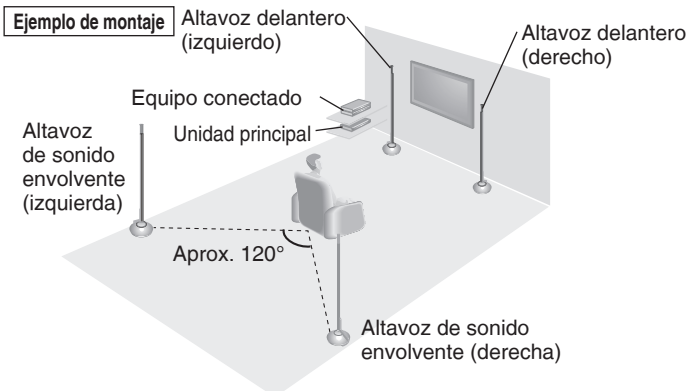 Ejemplo de montaje
Altavoz delantero
(izquierdo)
Altavoz delantero
(derecho)
Equipo conectado
Unidad principal
Altavoz
de sonido
envolvente
(izquierda)
Aprox. 120°
Altavoz de sonido
envolvente (derecha)